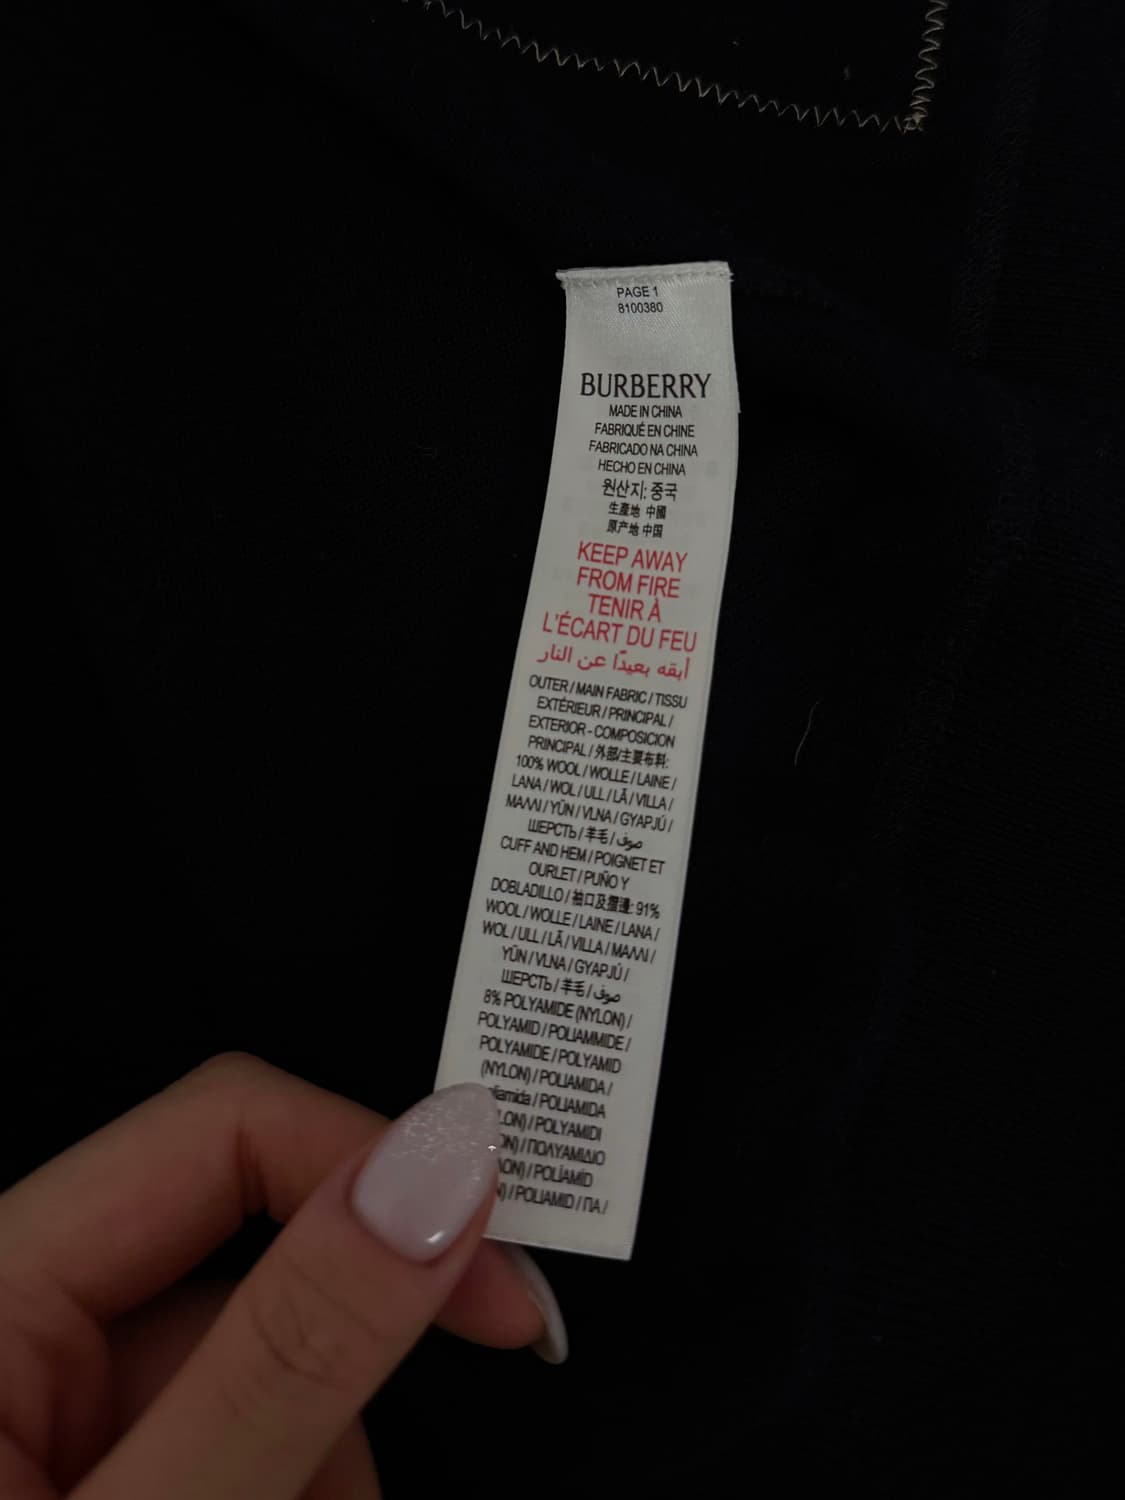 PAGE 1
8100380
BURBERRY
MADE IN CHINA
FABRIQUÉ EN CHINE
FABRICADO NA CHINA
HECHO EN CHINA
원산지: 중국
生產地 中國
原产地 中国
KEEP AWAY
FROM FIRE
TENIR À
L'ÉCART DU FEU
أبقه بعيدًا عن النار
OUTER / MAIN FABRIC / TISSU
EXTÉRIEUR / PRINCIPAL /
EXTERIOR - COMPOSICION
PRINCIPAL / 外部/主要布料:
100% WOOL / WOLLE / LAINE /
LANA / WOL / ULL / LÃ / VILLA /
ΜΑΛΛΙ / YÜN / VLNA / GYAPJÚ /
ШЕРСТЬ / 羊毛 / صوف
CUFF AND HEM / POIGNET ET
OURLET / PUÑO Y
DOBLADILLO / 袖口及摺邊: 91%
WOOL / WOLLE / LAINE / LANA /
WOL / ULL / LÃ / VILLA / ΜΑΛΛΙ /
YÜN / VLNA / GYAPJÚ /
ШЕРСТЬ / 羊毛 / صوف
8% POLYAMIDE (NYLON) /
POLYAMID / POLIAMMIDE /
POLYAMIDE / POLYAMID
(NYLON) / POLIAMIDA /
/ POLIAMIDA
/ POLYAMIDI
/ ΠΟΛΥΑΜΙΔΙΟ
/ POLİAMİD
/ POLIAMID / ПА /